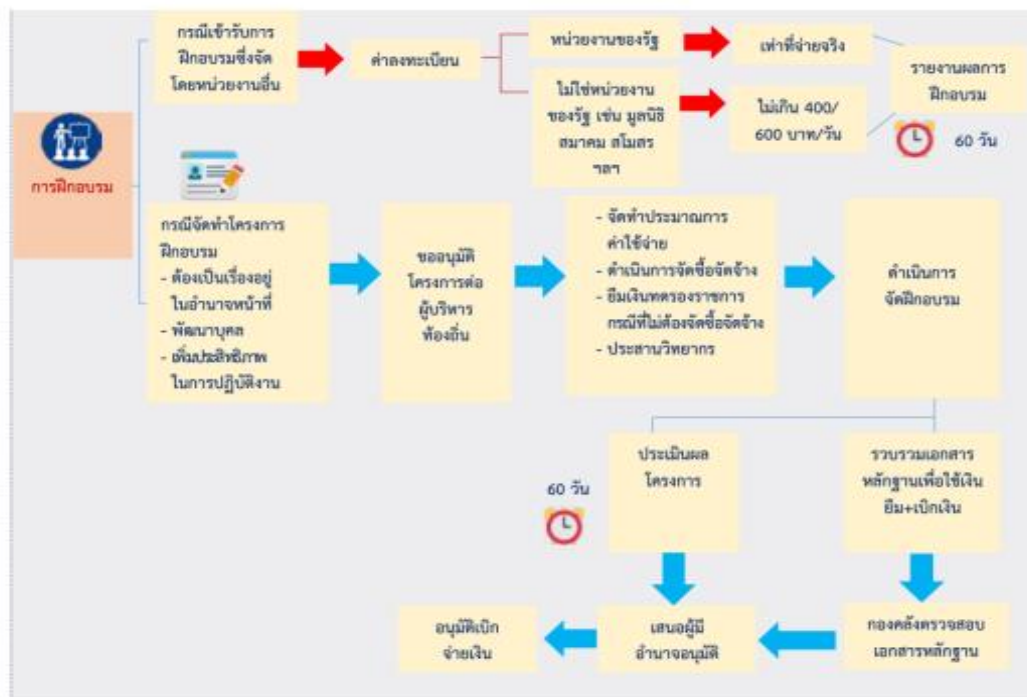 การฝึกอบรม
กรณีเข้ารับการ
ฝึกอบรมซึ่งจัด
โดยหน่วยงานอื่น
ค่าลงทะเบียน
หน่วยงานของรัฐ
เท่าที่จ่ายจริง
ไม่ใช่หน่วยงาน
ของรัฐ เช่น มูลนิธิ
สมาคม สโมสร
ฯลฯ
ไม่เกิน 400/
600 บาท/วัน
รายงานผลการ
ฝึกอบรม
60 วัน
กรณีจัดทำโครงการ
ฝึกอบรม
- ต้องเป็นเรื่องอยู่
ในอำนาจหน้าที่
- พัฒนาบุคล
- เพิ่มประสิทธิภาพ
ในการปฏิบัติงาน
ขออนุมัติ
โครงการต่อ
ผู้บริหาร
ท้องถิ่น
- จัดทำประมาณการ
ค่าใช้จ่าย
- ดำเนินการจัดซื้อจัดจ้าง
- ยืมเงินทดรองราชการ
กรณีที่ไม่ต้องจัดซื้อจัดจ้าง
- ประสานวิทยากร
ดำเนินการ
จัดฝึกอบรม
ประเมินผล
โครงการ
60 วัน
รวบรวมเอกสาร
หลักฐานเพื่อใช้เงิน
ยืม+เบิกเงิน
กองคลังตรวจสอบ
เอกสารหลักฐาน
เสนอผู้มี
อำนาจอนุมัติ
อนุมัติเบิก
จ่ายเงิน